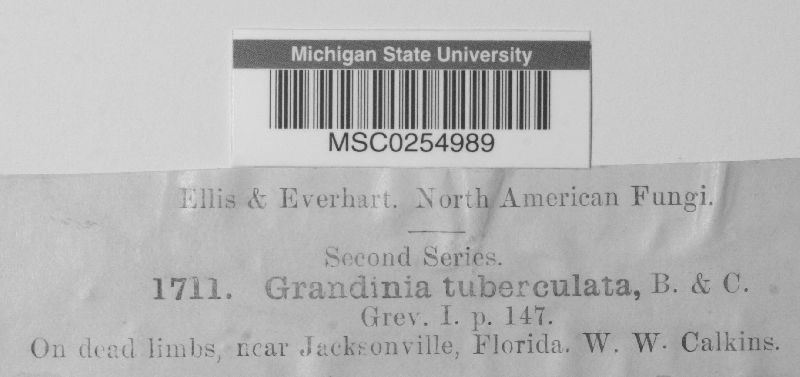 Michigan State University
MSC0254989
Ellis & Everhart. North American Fungi.
Second Series.
1711. Grandinia tuberculata, B. & C.
Grev. I. p. 147.
On dead limbs, near Jacksonville, Florida. W. W. Calkins.